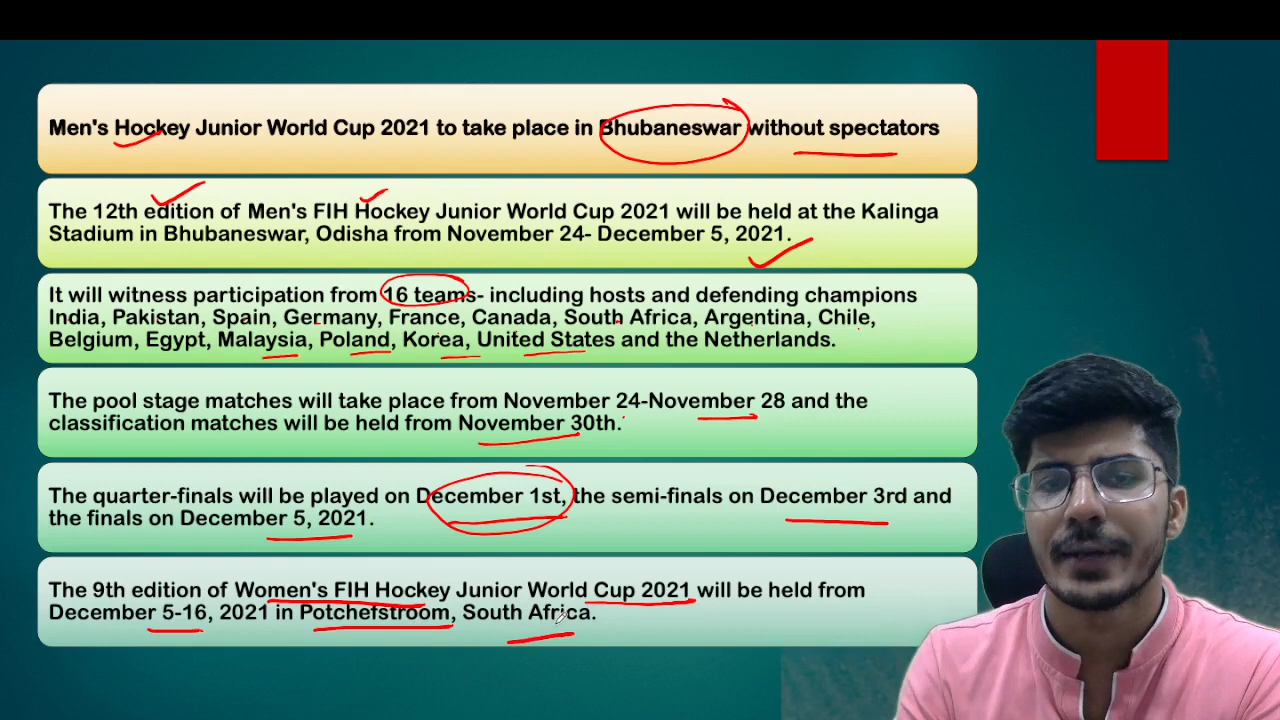 Men's Hockey Junior World Cup 2021 to take place in Bhubaneswar without spectators
The 12th edition of Men's FIH Hockey Junior World Cup 2021 will be held at the Kalinga
Stadium in Bhubaneswar, Odisha from November 24- December 5, 2021.
It will witness participation from 16 teams- including hosts and defending champions
India, Pakistan, Spain, Germany, France, Canada, South Africa, Argentina, Chile,
Belgium, Egypt, Malaysia, Poland, Korea, United States and the Netherlands.
The pool stage matches will take place from November 24-November 28 and the
classification matches will be held from November 30th.
The quarter-finals will be played on December 1st, the semi-finals on December 3rd and
the finals on December 5, 2021.
The 9th edition of Women's FIH Hockey Junior World Cup 2021 will be held from
December 5-16, 2021 in Potchefstroom, South Africa.